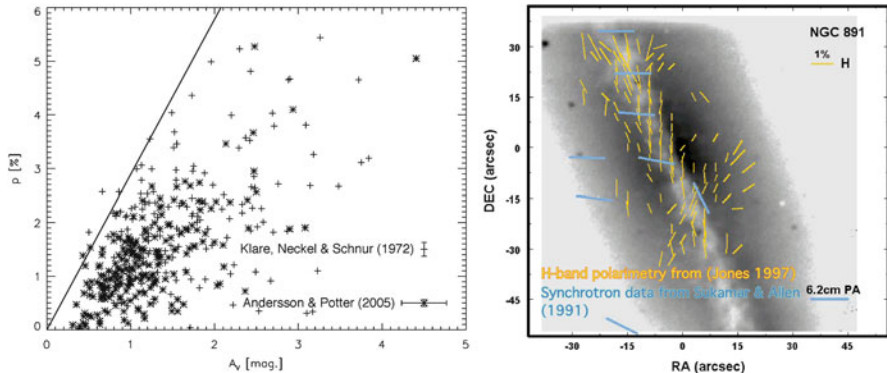 6
5
4
3
2
1
0
p [%]
0
1
2
3
4
5
Aᵥ [mag.]
Klare, Neckel & Schnur (1972)
Andersson & Potter (2005)
NGC 891
1%
H
30
15
0
-15
-30
-45
DEC (arcsec)
H-band polarimetry from (Jones 1997)
Synchrotron data from Sukamar & Allen
(1991)
6.2cm PA
-30
-15
0
15
30
45
RA (arcsec)